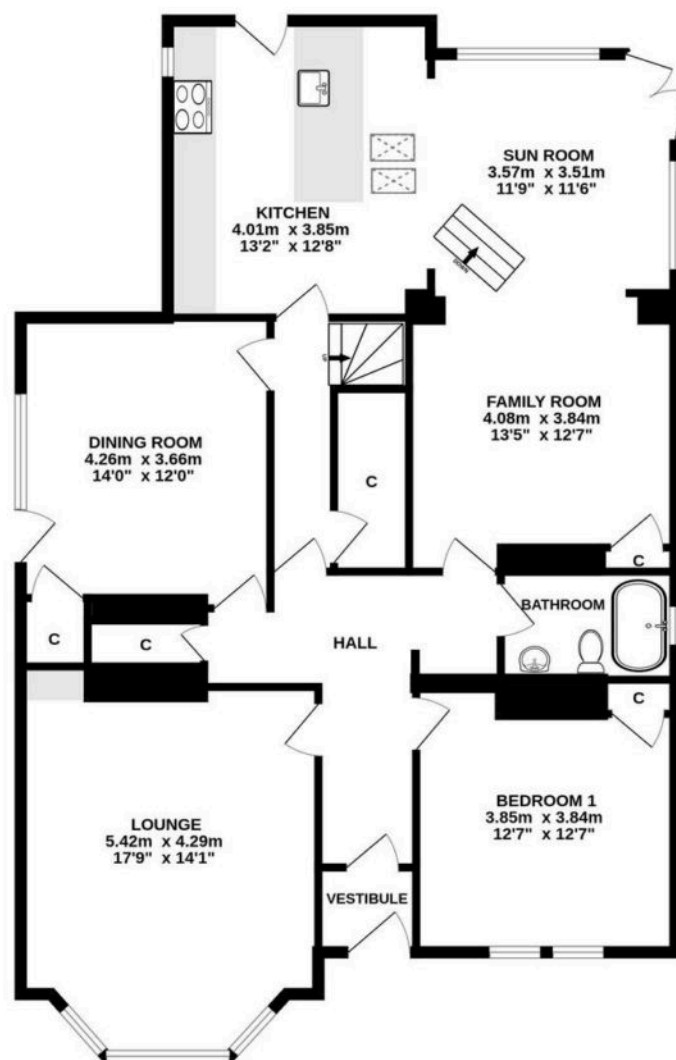 SUN ROOM
3.57m x 3.51m
11'9" x 11'6"
KITCHEN
4.01m x 3.85m
13'2" x 12'8"
DOWN
UP
FAMILY ROOM
4.08m x 3.84m
13'5" x 12'7"
DINING ROOM
4.26m x 3.66m
14'0" x 12'0"
C
C
BATHROOM
C
C
HALL
C
LOUNGE
5.42m x 4.29m
17'9" x 14'1"
BEDROOM 1
3.85m x 3.84m
12'7" x 12'7"
VESTIBULE